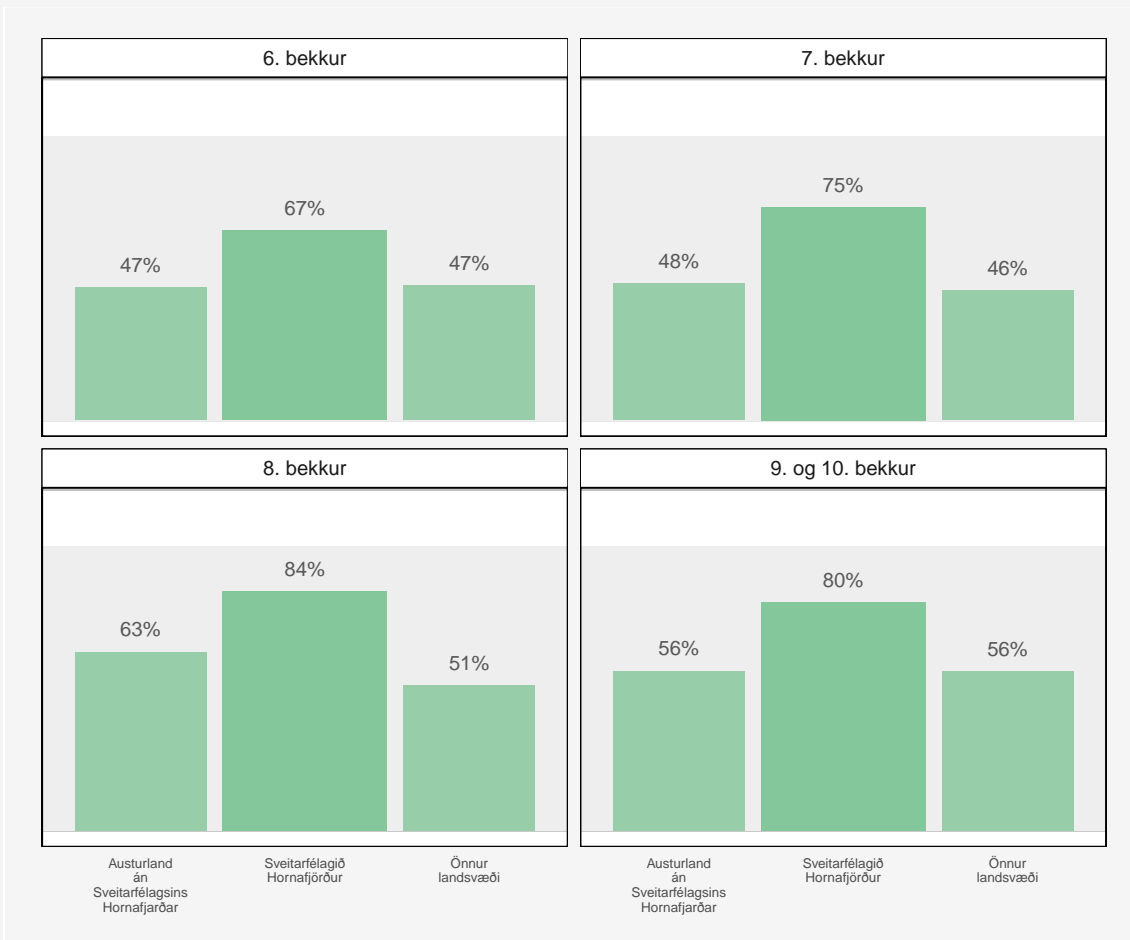 6. bekkur
7. bekkur
67%
47%
47%
75%
48%
46%
8. bekkur
9. og 10. bekkur
84%
63%
51%
80%
56%
56%
Austurland
án
Sveitarfélagsins
Hornafjarðar
Sveitarfélagið
Hornafjörður
Önnur
landsvæði
Austurland
án
Sveitarfélagsins
Hornafjarðar
Sveitarfélagið
Hornafjörður
Önnur
landsvæði